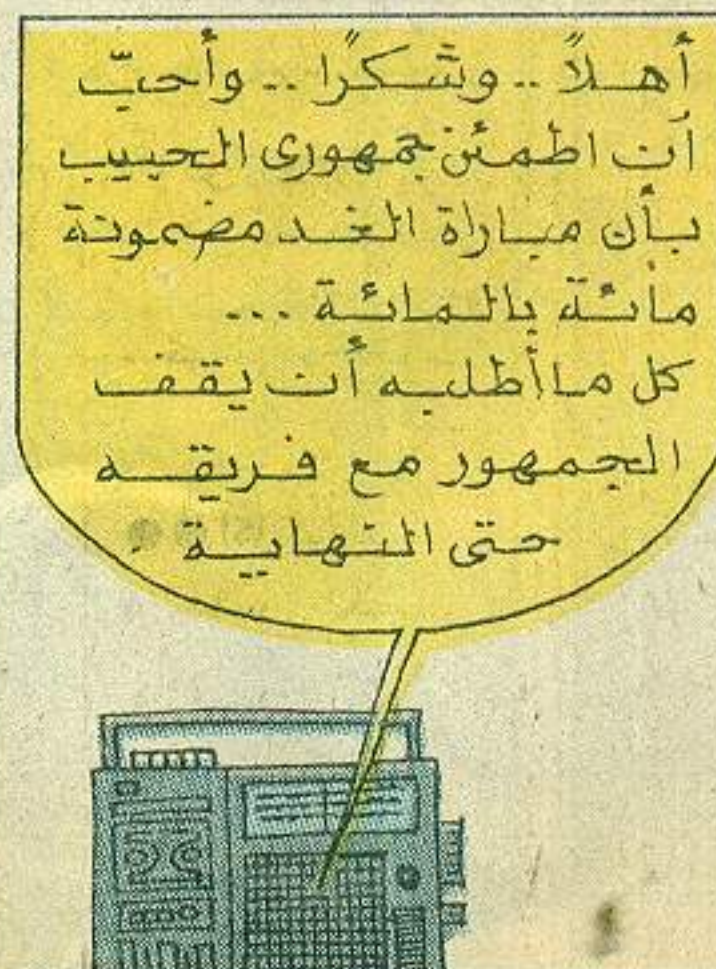 أهلاً .. وشكرًا .. وأحبّ
أن اطمئن جمهورى الحبيب
بأن مباراة الغد مضمونة
مائة بالمائة ...
كل ما أطلبه أن يقف
الجمهور مع فريقه
حتى النهاية